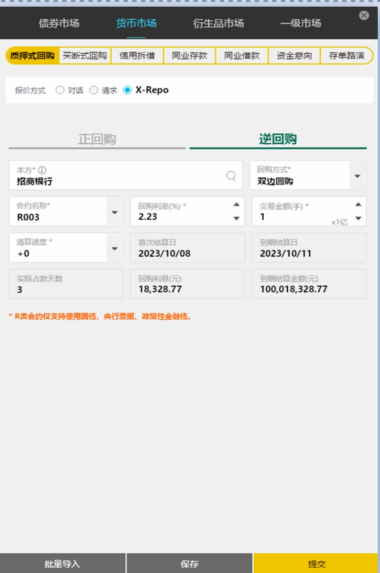 债券市场 货币市场 衍生品市场 一级市场
质押式回购 买断式回购 信用拆借 同业存款 同业借款 资金意向 存单路演
报价方式 对话 请求 X-Repo
正回购 逆回购
本方* 回购方式*
招商银行 双边回购
合约名称* 回购利率(%) * 交易金额(手) *
R003 2.23 1
x1亿
清算速度 * 首次结算日 到期结算日
+0 2023/10/08 2023/10/11
实际占款天数 回购利息(元) 到期结算金额(元)
3 18,328.77 100,018,328.77
* R类合约仅支持使用国债、央行票据、政策性金融债。
批量导入 保存 提交